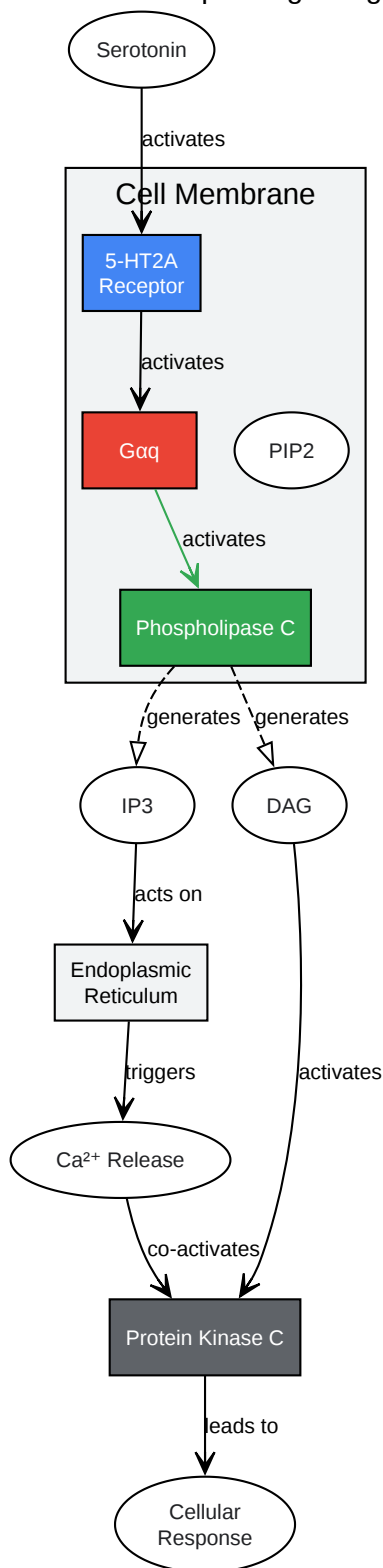 Serotonin
activates
Cell Membrane
5-HT2A
Receptor
activates
Gαq
PIP2
activates
Phospholipase C
generates
generates
IP3
DAG
acts on
Endoplasmic
Reticulum
triggers
activates
Ca²⁺ Release
co-activates
Protein Kinase C
leads to
Cellular
Response